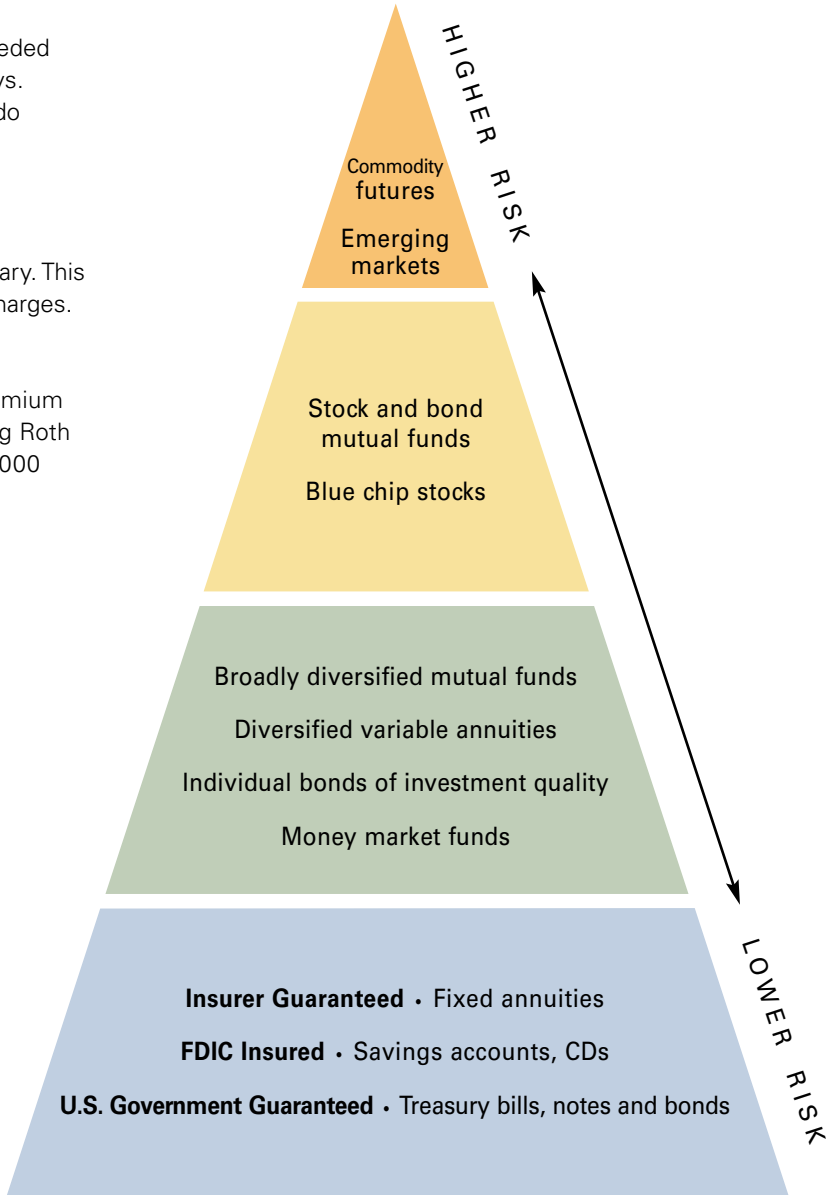 eded
vs.
do
ary. This
narges.
mium
g Roth
000
HIGHER RISK
Commodity
futures
Emerging
markets
Stock and bond
mutual funds
Blue chip stocks
Broadly diversified mutual funds
Diversified variable annuities
Individual bonds of investment quality
Money market funds
LOWER RISK
Insurer Guaranteed • Fixed annuities
FDIC Insured • Savings accounts, CDs
U.S. Government Guaranteed • Treasury bills, notes and bonds